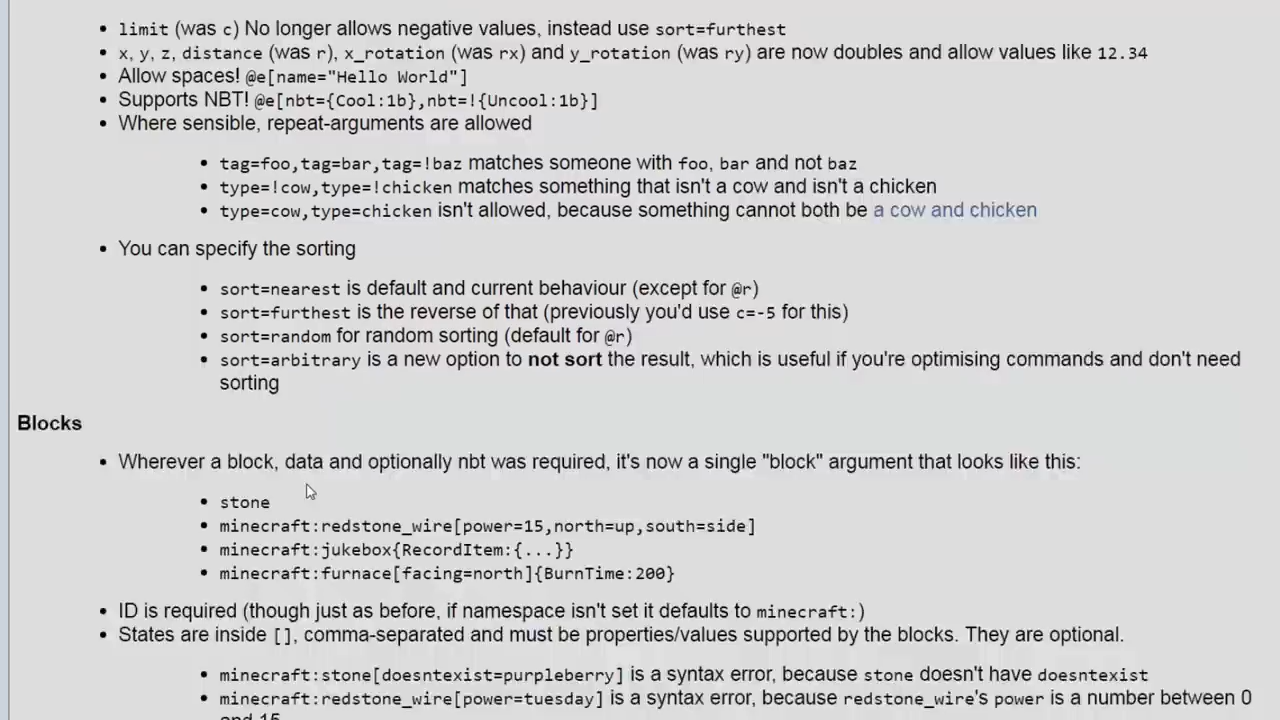 limit (was c) No longer allows negative values, instead use sort=furthest
x, y, z, distance (was r), x_rotation (was rx) and y_rotation (was ry) are now doubles and allow values like 12.34
Allow spaces! @e[name="Hello World"]
Supports NBT! @e[nbt={Cool:1b},nbt=!{Uncool:1b}]
Where sensible, repeat-arguments are allowed
tag=foo,tag=bar,tag=!baz matches someone with foo, bar and not baz
type=!cow,type=!chicken matches something that isn't a cow and isn't a chicken
type=cow,type=chicken isn't allowed, because something cannot both be a cow and chicken
You can specify the sorting
sort=nearest is default and current behaviour (except for @r)
sort=furthest is the reverse of that (previously you'd use c=-5 for this)
sort=random for random sorting (default for @r)
sort=arbitrary is a new option to not sort the result, which is useful if you're optimising commands and don't need
sorting
Blocks
Wherever a block, data and optionally nbt was required, it's now a single "block" argument that looks like this:
stone
minecraft:redstone_wire[power=15,north=up,south=side]
minecraft:jukebox{RecordItem:{...}}
minecraft:furnace[facing=north]{BurnTime:200}
ID is required (though just as before, if namespace isn't set it defaults to minecraft:)
States are inside [], comma-separated and must be properties/values supported by the blocks. They are optional.
minecraft:stone[doesntexist=purpleberry] is a syntax error, because stone doesn't have doesntexist
minecraft:redstone_wire[power=tuesday] is a syntax error, because redstone_wire's power is a number between 0
and 15